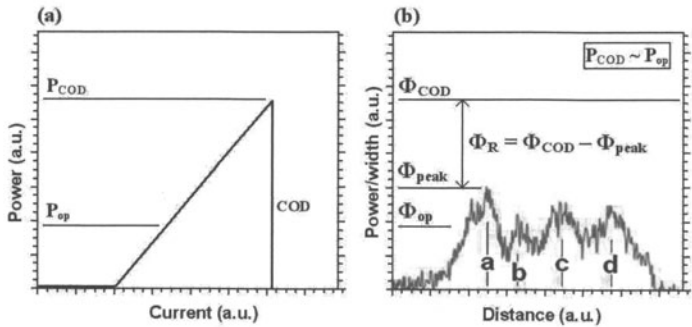 (a)
P_COD
P_op
COD
Power (a.u.)
Current (a.u.)
(b)
P_COD ~ P_op
Φ_COD
Φ_R = Φ_COD − Φ_peak
Φ_peak
Φ_op
a
b
c
d
Power/width (a.u.)
Distance (a.u.)